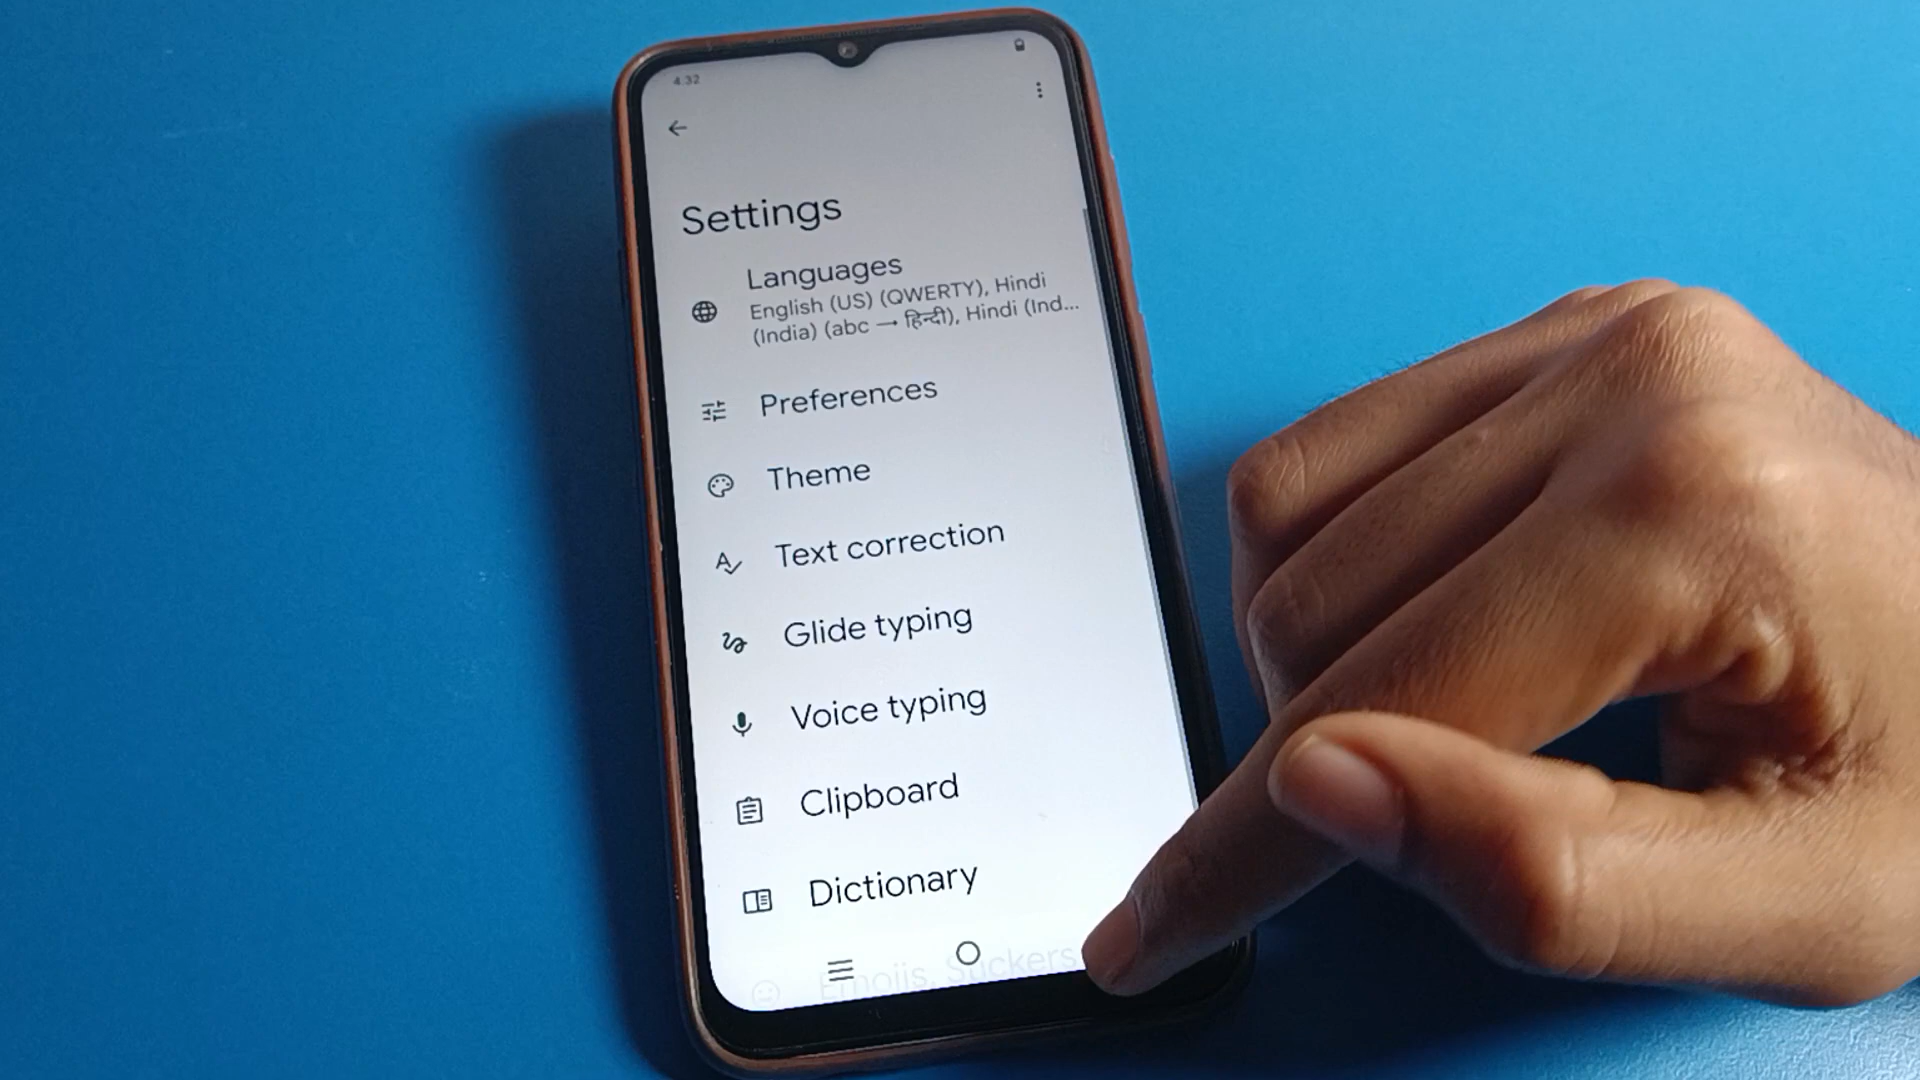 4.32
Settings
Languages
English (US) (QWERTY), Hindi
(India) (abc → हिन्दी), Hindi (Ind...
Preferences
Theme
Text correction
Glide typing
Voice typing
Clipboard
Dictionary
Emojis, Stickers